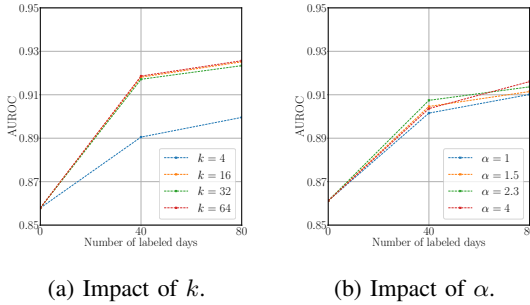 0.95
0.93
0.91
0.89
0.87
0.85
AUROC
0
40
80
Number of labeled days
k = 4
k = 16
k = 32
k = 64
(a) Impact of k.
0.95
0.93
0.91
0.89
0.87
0.85
AUROC
0
40
80
Number of labeled days
α = 1
α = 1.5
α = 2.3
α = 4
(b) Impact of α.